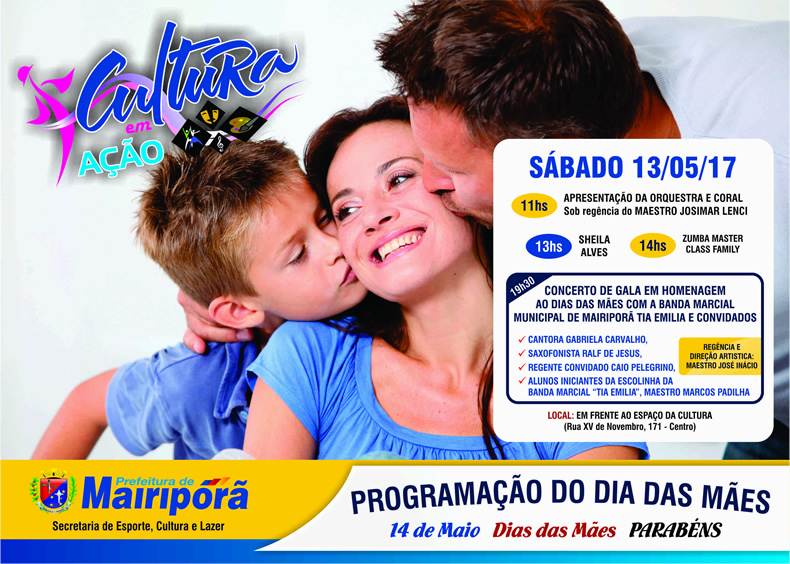 Cultura
em
AÇÃO
SÁBADO 13/05/17
11hs
APRESENTAÇÃO DA ORQUESTRA E CORAL
Sob regência do MAESTRO JOSIMAR LENCI
13hs
SHEILA
ALVES
14hs
ZUMBA MASTER
CLASS FAMILY
19h30
CONCERTO DE GALA EM HOMENAGEM
AO DIAS DAS MÃES COM A BANDA MARCIAL
MUNICIPAL DE MAIRIPORÃ TIA EMILIA E CONVIDADOS
CANTORA GABRIELA CARVALHO,
SAXOFONISTA RALF DE JESUS,
REGENTE CONVIDADO CAIO PELEGRINO,
ALUNOS INICIANTES DA ESCOLINHA DA
BANDA MARCIAL “TIA EMILIA”, MAESTRO MARCOS PADILHA
REGÊNCIA E
DIREÇÃO ARTISTICA:
MAESTRO JOSÉ INÁCIO
LOCAL: EM FRENTE AO ESPAÇO DA CULTURA
(Rua XV de Novembro, 171 - Centro)
Prefeitura de
Mairiporã
Secretaria de Esporte, Cultura e Lazer
PROGRAMAÇÃO DO DIA DAS MÃES
14 de Maio Dias das Mães PARABÉNS